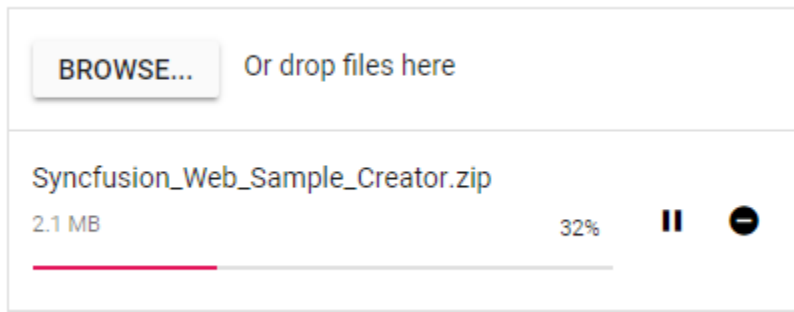 BROWSE... Or drop files here
Syncfusion_Web_Sample_Creator.zip
2.1 MB 32%